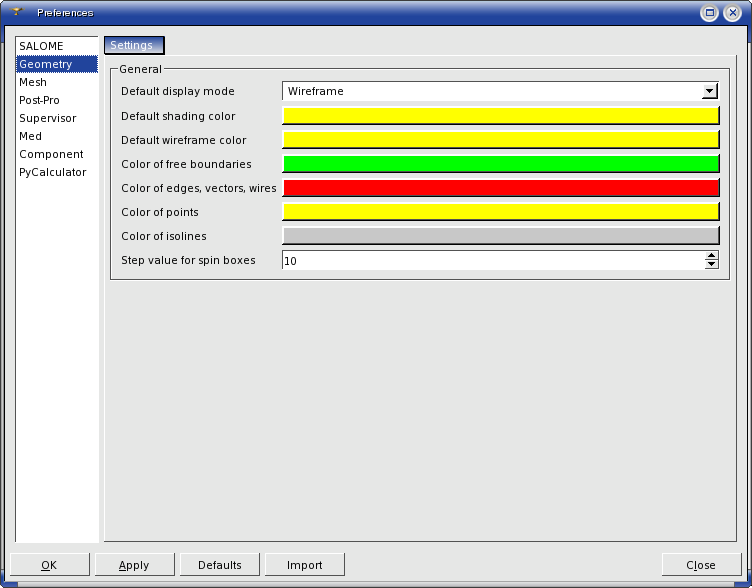 Preferences
SALOME
Geometry
Mesh
Post-Pro
Supervisor
Med
Component
PyCalculator
Settings
General
Default display mode Wireframe
Default shading color
Default wireframe color
Color of free boundaries
Color of edges, vectors, wires
Color of points
Color of isolines
Step value for spin boxes 10
OK Apply Defaults Import Close